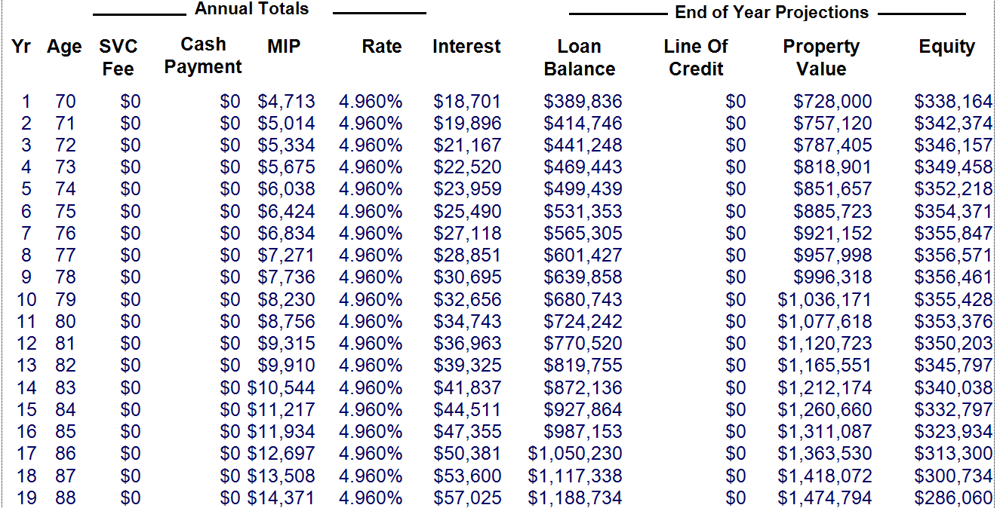 Annual Totals End of Year Projections
Yr Age SVC Fee Cash Payment MIP Rate Interest Loan Balance Line Of Credit Property Value Equity
1 70 $0 $0 $4,713 4.960% $18,701 $389,836 $0 $728,000 $338,164
2 71 $0 $0 $5,014 4.960% $19,896 $414,746 $0 $757,120 $342,374
3 72 $0 $0 $5,334 4.960% $21,167 $441,248 $0 $787,405 $346,157
4 73 $0 $0 $5,675 4.960% $22,520 $469,443 $0 $818,901 $349,458
5 74 $0 $0 $6,038 4.960% $23,959 $499,439 $0 $851,657 $352,218
6 75 $0 $0 $6,424 4.960% $25,490 $531,353 $0 $885,723 $354,371
7 76 $0 $0 $6,834 4.960% $27,118 $565,305 $0 $921,152 $355,847
8 77 $0 $0 $7,271 4.960% $28,851 $601,427 $0 $957,998 $356,571
9 78 $0 $0 $7,736 4.960% $30,695 $639,858 $0 $996,318 $356,461
10 79 $0 $0 $8,230 4.960% $32,656 $680,743 $0 $1,036,171 $355,428
11 80 $0 $0 $8,756 4.960% $34,743 $724,242 $0 $1,077,618 $353,376
12 81 $0 $0 $9,315 4.960% $36,963 $770,520 $0 $1,120,723 $350,203
13 82 $0 $0 $9,910 4.960% $39,325 $819,755 $0 $1,165,551 $345,797
14 83 $0 $0 $10,544 4.960% $41,837 $872,136 $0 $1,212,174 $340,038
15 84 $0 $0 $11,217 4.960% $44,511 $927,864 $0 $1,260,660 $332,797
16 85 $0 $0 $11,934 4.960% $47,355 $987,153 $0 $1,311,087 $323,934
17 86 $0 $0 $12,697 4.960% $50,381 $1,050,230 $0 $1,363,530 $313,300
18 87 $0 $0 $13,508 4.960% $53,600 $1,117,338 $0 $1,418,072 $300,734
19 88 $0 $0 $14,371 4.960% $57,025 $1,188,734 $0 $1,474,794 $286,060